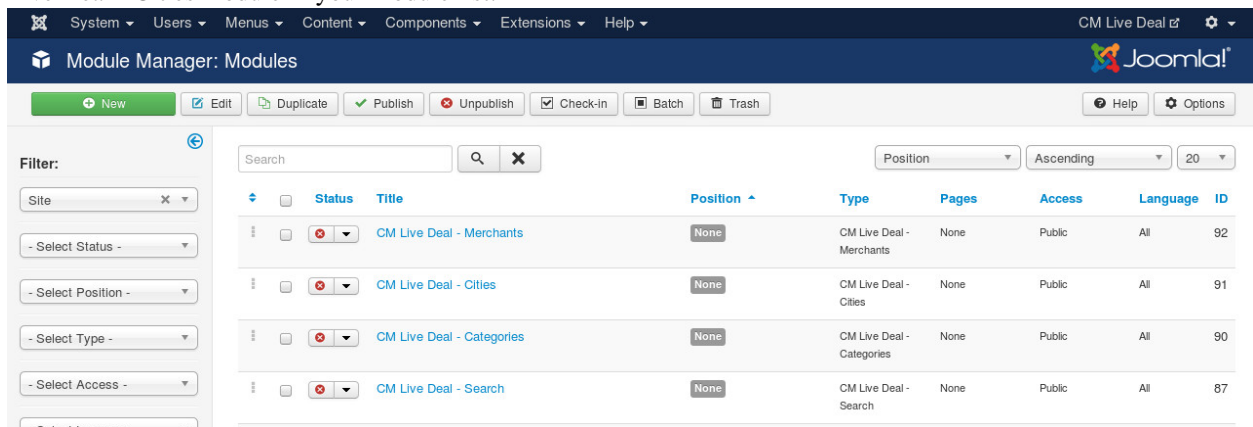 System Users Menus Content Components Extensions Help CM Live Deal
Module Manager: Modules Joomla!
New Edit Duplicate Publish Unpublish Check-in Batch Trash Help Options
Filter:
Search Position Ascending 20
Site
Status Title Position Type Pages Access Language ID
- Select Status -
CM Live Deal - Merchants None CM Live Deal - None Public All 92
Merchants
- Select Position -
CM Live Deal - Cities None CM Live Deal - None Public All 91
Cities
- Select Type -
CM Live Deal - Categories None CM Live Deal - None Public All 90
Categories
- Select Access -
CM Live Deal - Search None CM Live Deal - None Public All 87
Search